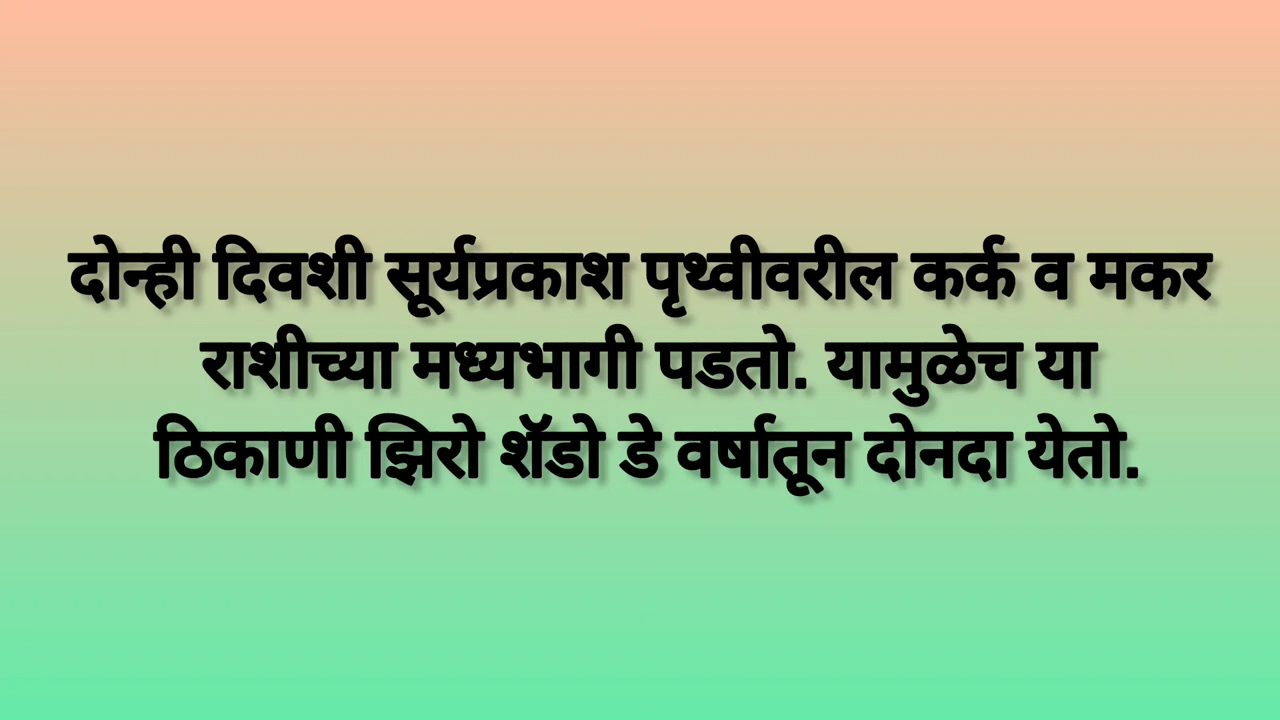 दोन्ही दिवशी सूर्यप्रकाश पृथ्वीवरील कर्क व मकर
राशीच्या मध्यभागी पडतो. यामुळेच या
ठिकाणी झिरो शॅडो डे वर्षातून दोनदा येतो.